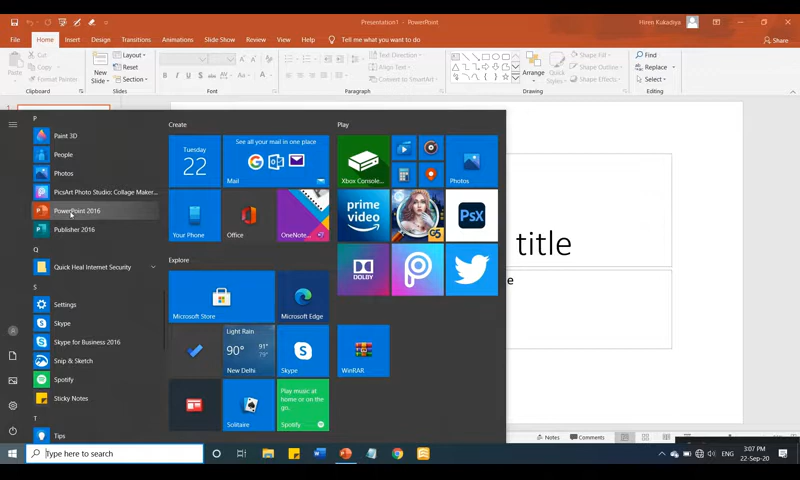 Presentation1 - PowerPoint
Hiren Kukadiya
File
Home
Insert
Design
Transitions
Animations
Slide Show
Review
View
Tell me what you want to do
Share
Paste
Cut
Copy
Format Painter
Clipboard
New
Slide
Layout
Reset
Section
Slides
Font
Paragraph
Text Direction
Align Text
Convert to SmartArt
Arrange
Quick
Styles
Shape Fill
Shape Outline
Shape Effects
Drawing
Find
Replace
Select
Editing
P
Paint 3D
People
Photos
PicsArt Photo Studio: Collage Maker...
PowerPoint 2016
Publisher 2016
Q
Quick Heal Internet Security
S
Settings
Skype
Skype for Business 2016
Snip & Sketch
Spotify
Sticky Notes
T
Tips
Create
Tuesday
22
See all your mail in one place
Mail
Your Phone
Office
OneNote...
Explore
Microsoft Store
Microsoft Edge
Light Rain
90°
91°
79°
New Delhi
Skype
Solitaire
Play music at
home or on the
go.
Spotify
Play
Xbox Console...
Photos
prime
video
G5
PsX
DOLBY
WinRAR
title
e
Notes
Comments
Type here to search
3:07 PM
22-Sep-20